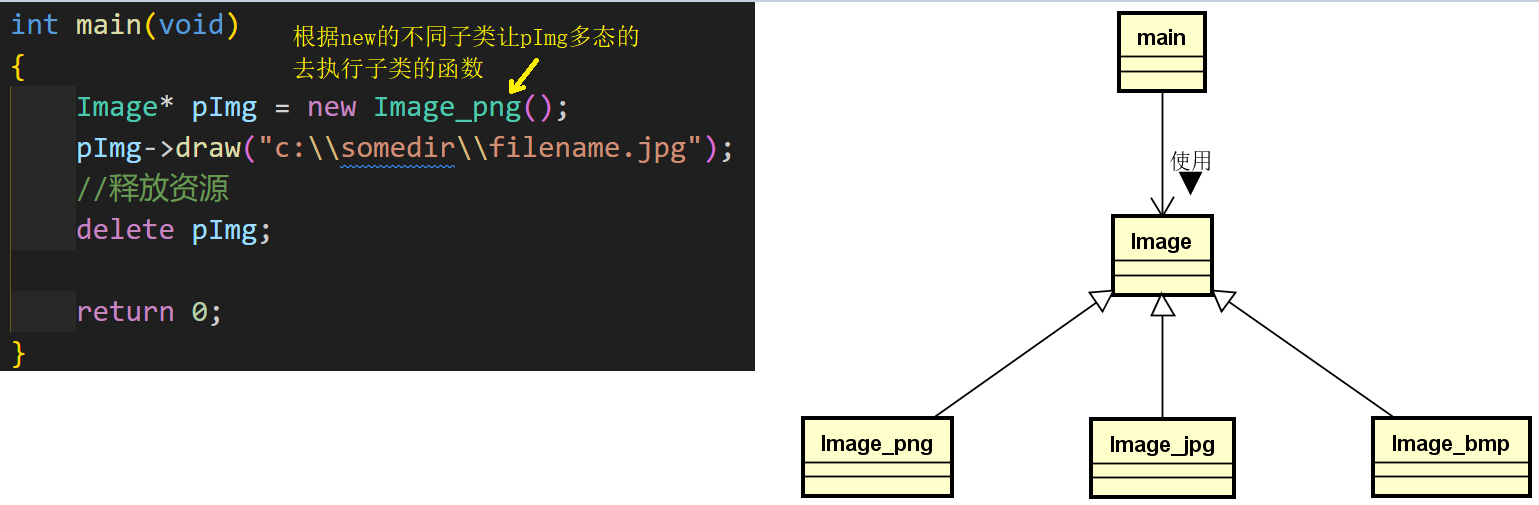 int main(void)
根据new的不同子类让pImg多态的
去执行子类的函数
{
Image* pImg = new Image_png();
pImg->draw("c:\\somedir\\filename.jpg");
//释放资源
delete pImg;
return 0;
}
main
使用
Image
Image_png
Image_jpg
Image_bmp